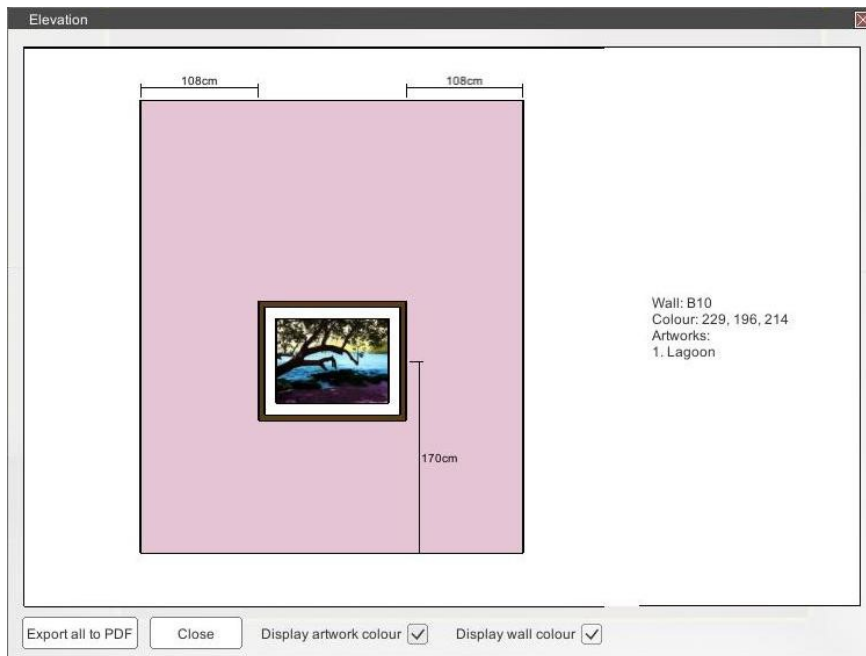 Elevation
108cm
108cm
170cm
Wall: B10
Colour: 229, 196, 214
Artworks:
1. Lagoon
Export all to PDF
Close
Display artwork colour
Display wall colour